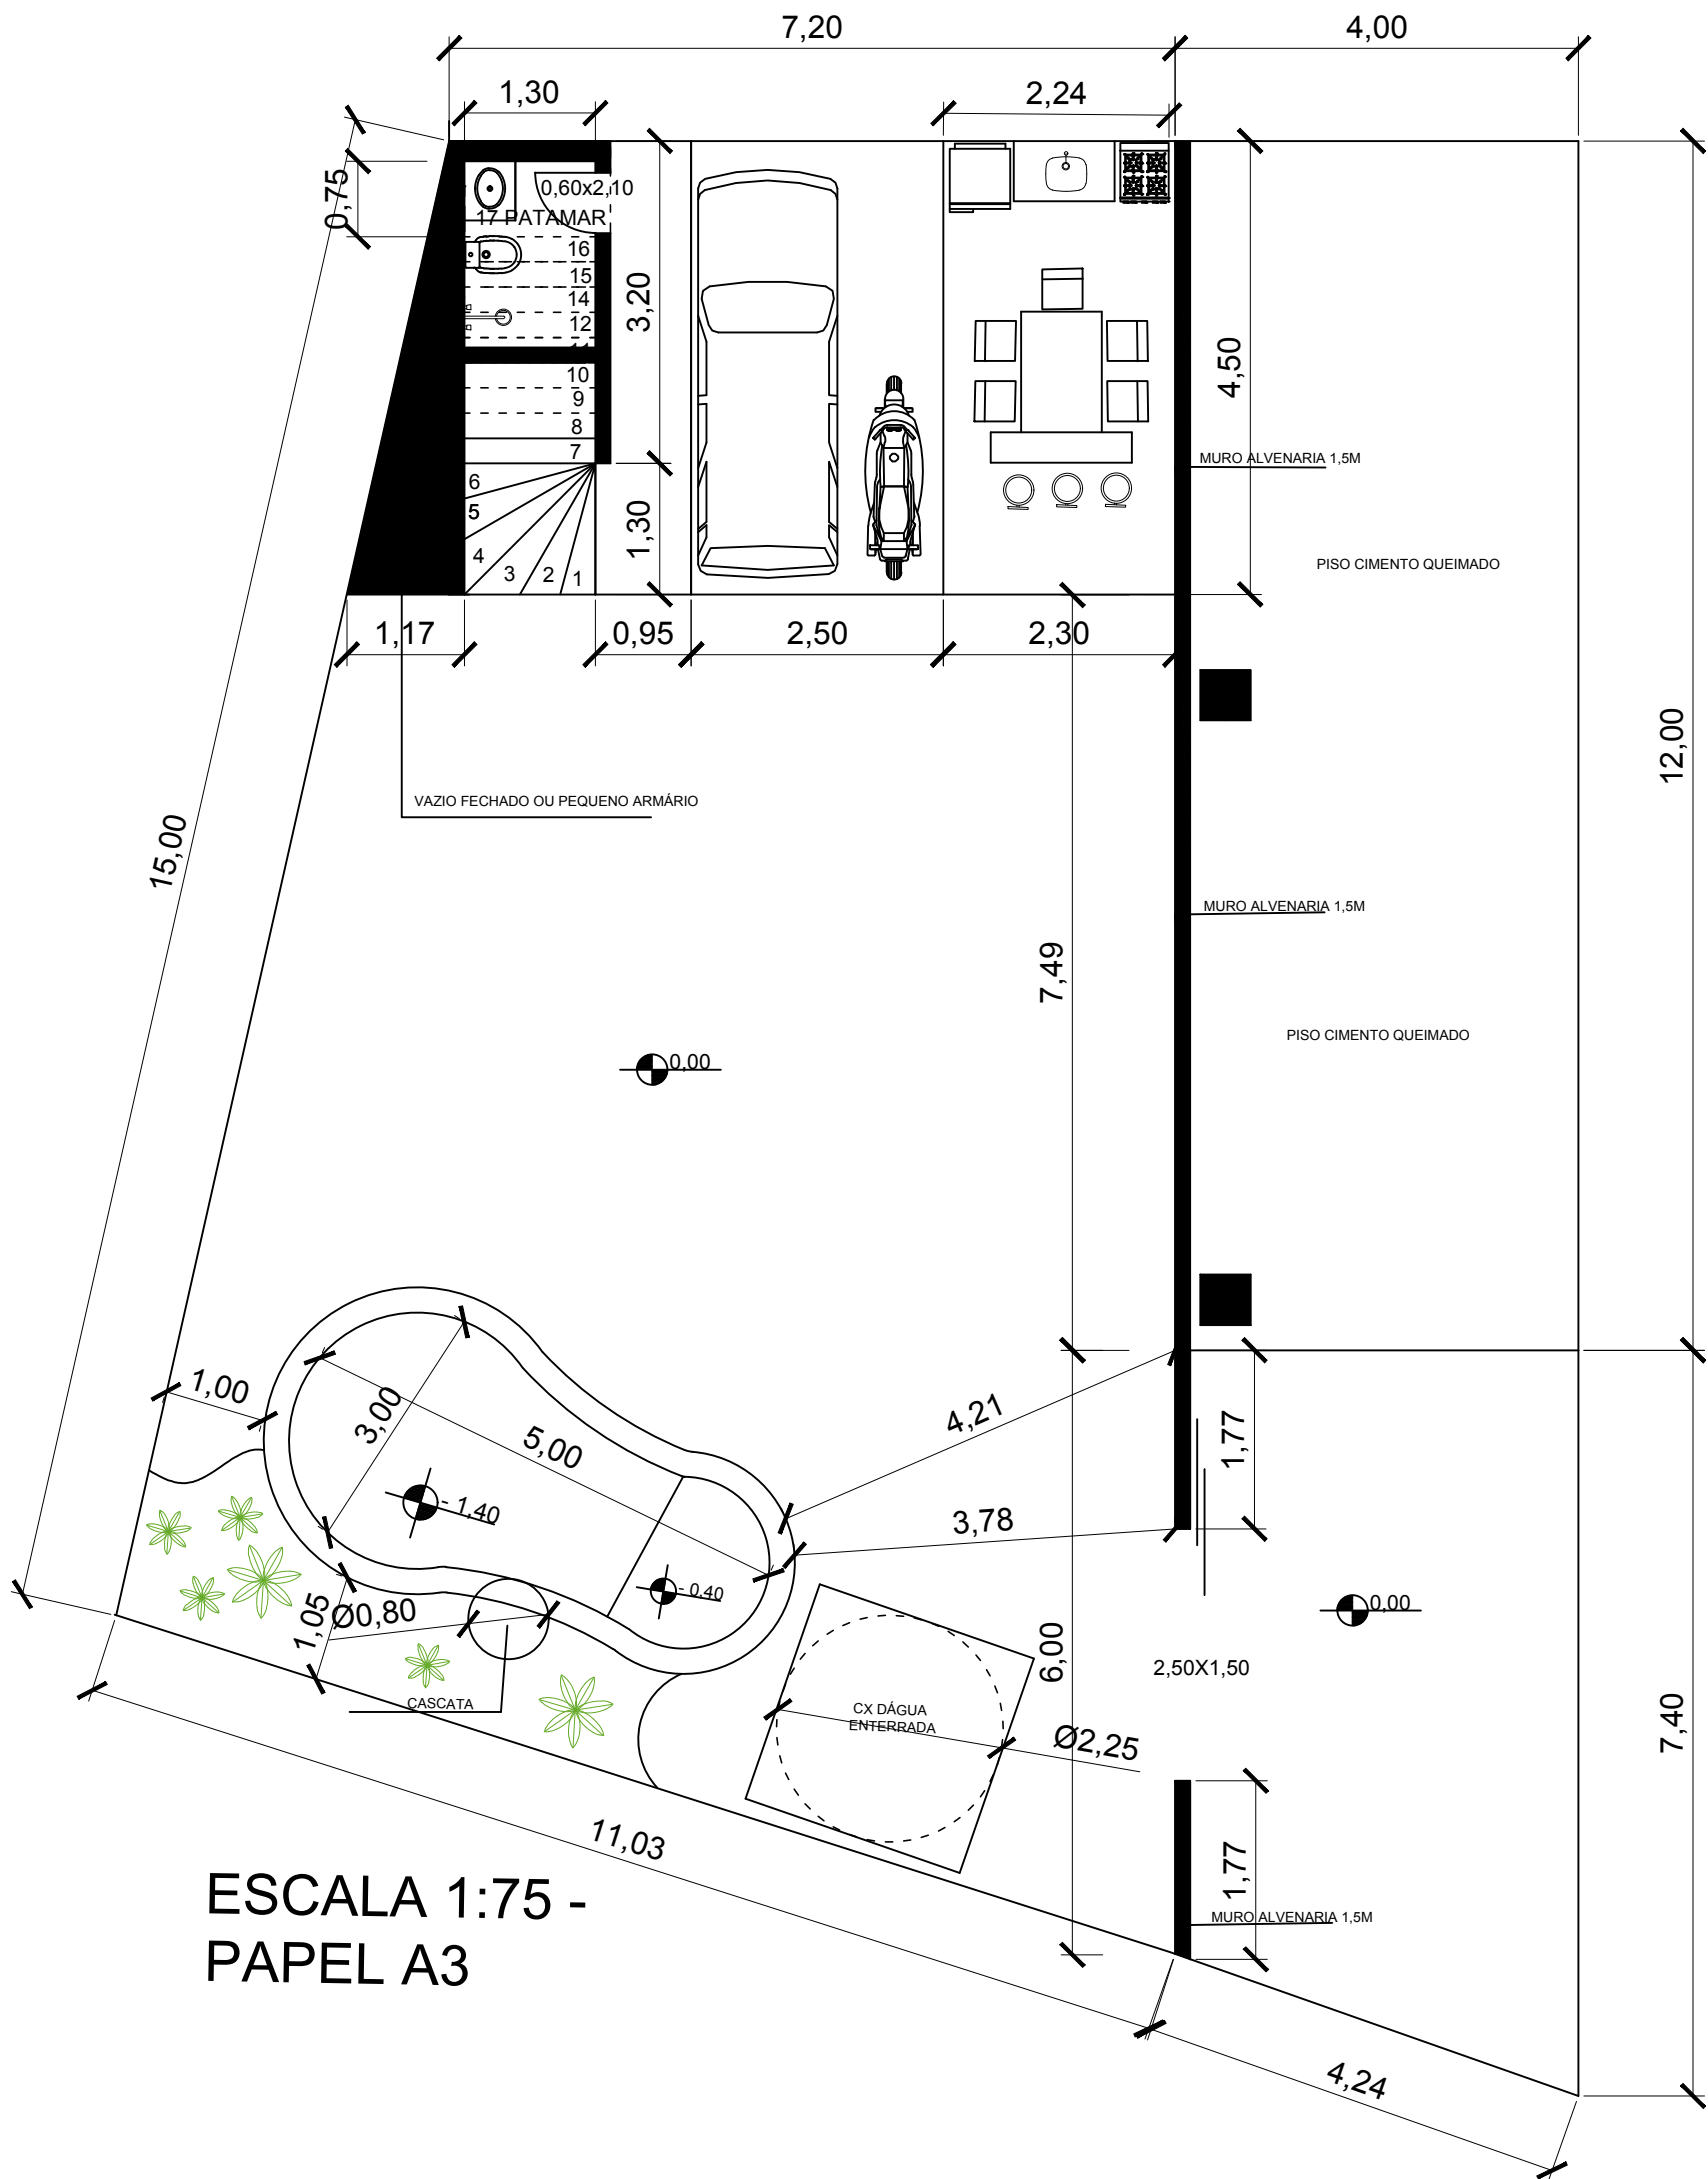 7,20
4,00
1,30
2,24
0,75
0,60x2,10
17 PATAMAR
16
15
14
12
11
10
9
8
7
6
5
4
3
2
1
3,20
1,30
4,50
MURO ALVENARIA 1,5M
PISO CIMENTO QUEIMADO
1,17
0,95
2,50
2,30
12,00
VAZIO FECHADO OU PEQUENO ARMÁRIO
15,00
MURO ALVENARIA 1,5M
7,49
PISO CIMENTO QUEIMADO
0,00
1,00
3,00
5,00
4,21
1,77
- 1,40
3,78
- 0,40
0,00
1,05
Ø0,80
6,00
2,50X1,50
CASCATA
CX DÁGUA
ENTERRADA
Ø2,25
7,40
11,03
1,77
MURO ALVENARIA 1,5M
ESCALA 1:75 -
PAPEL A3
4,24